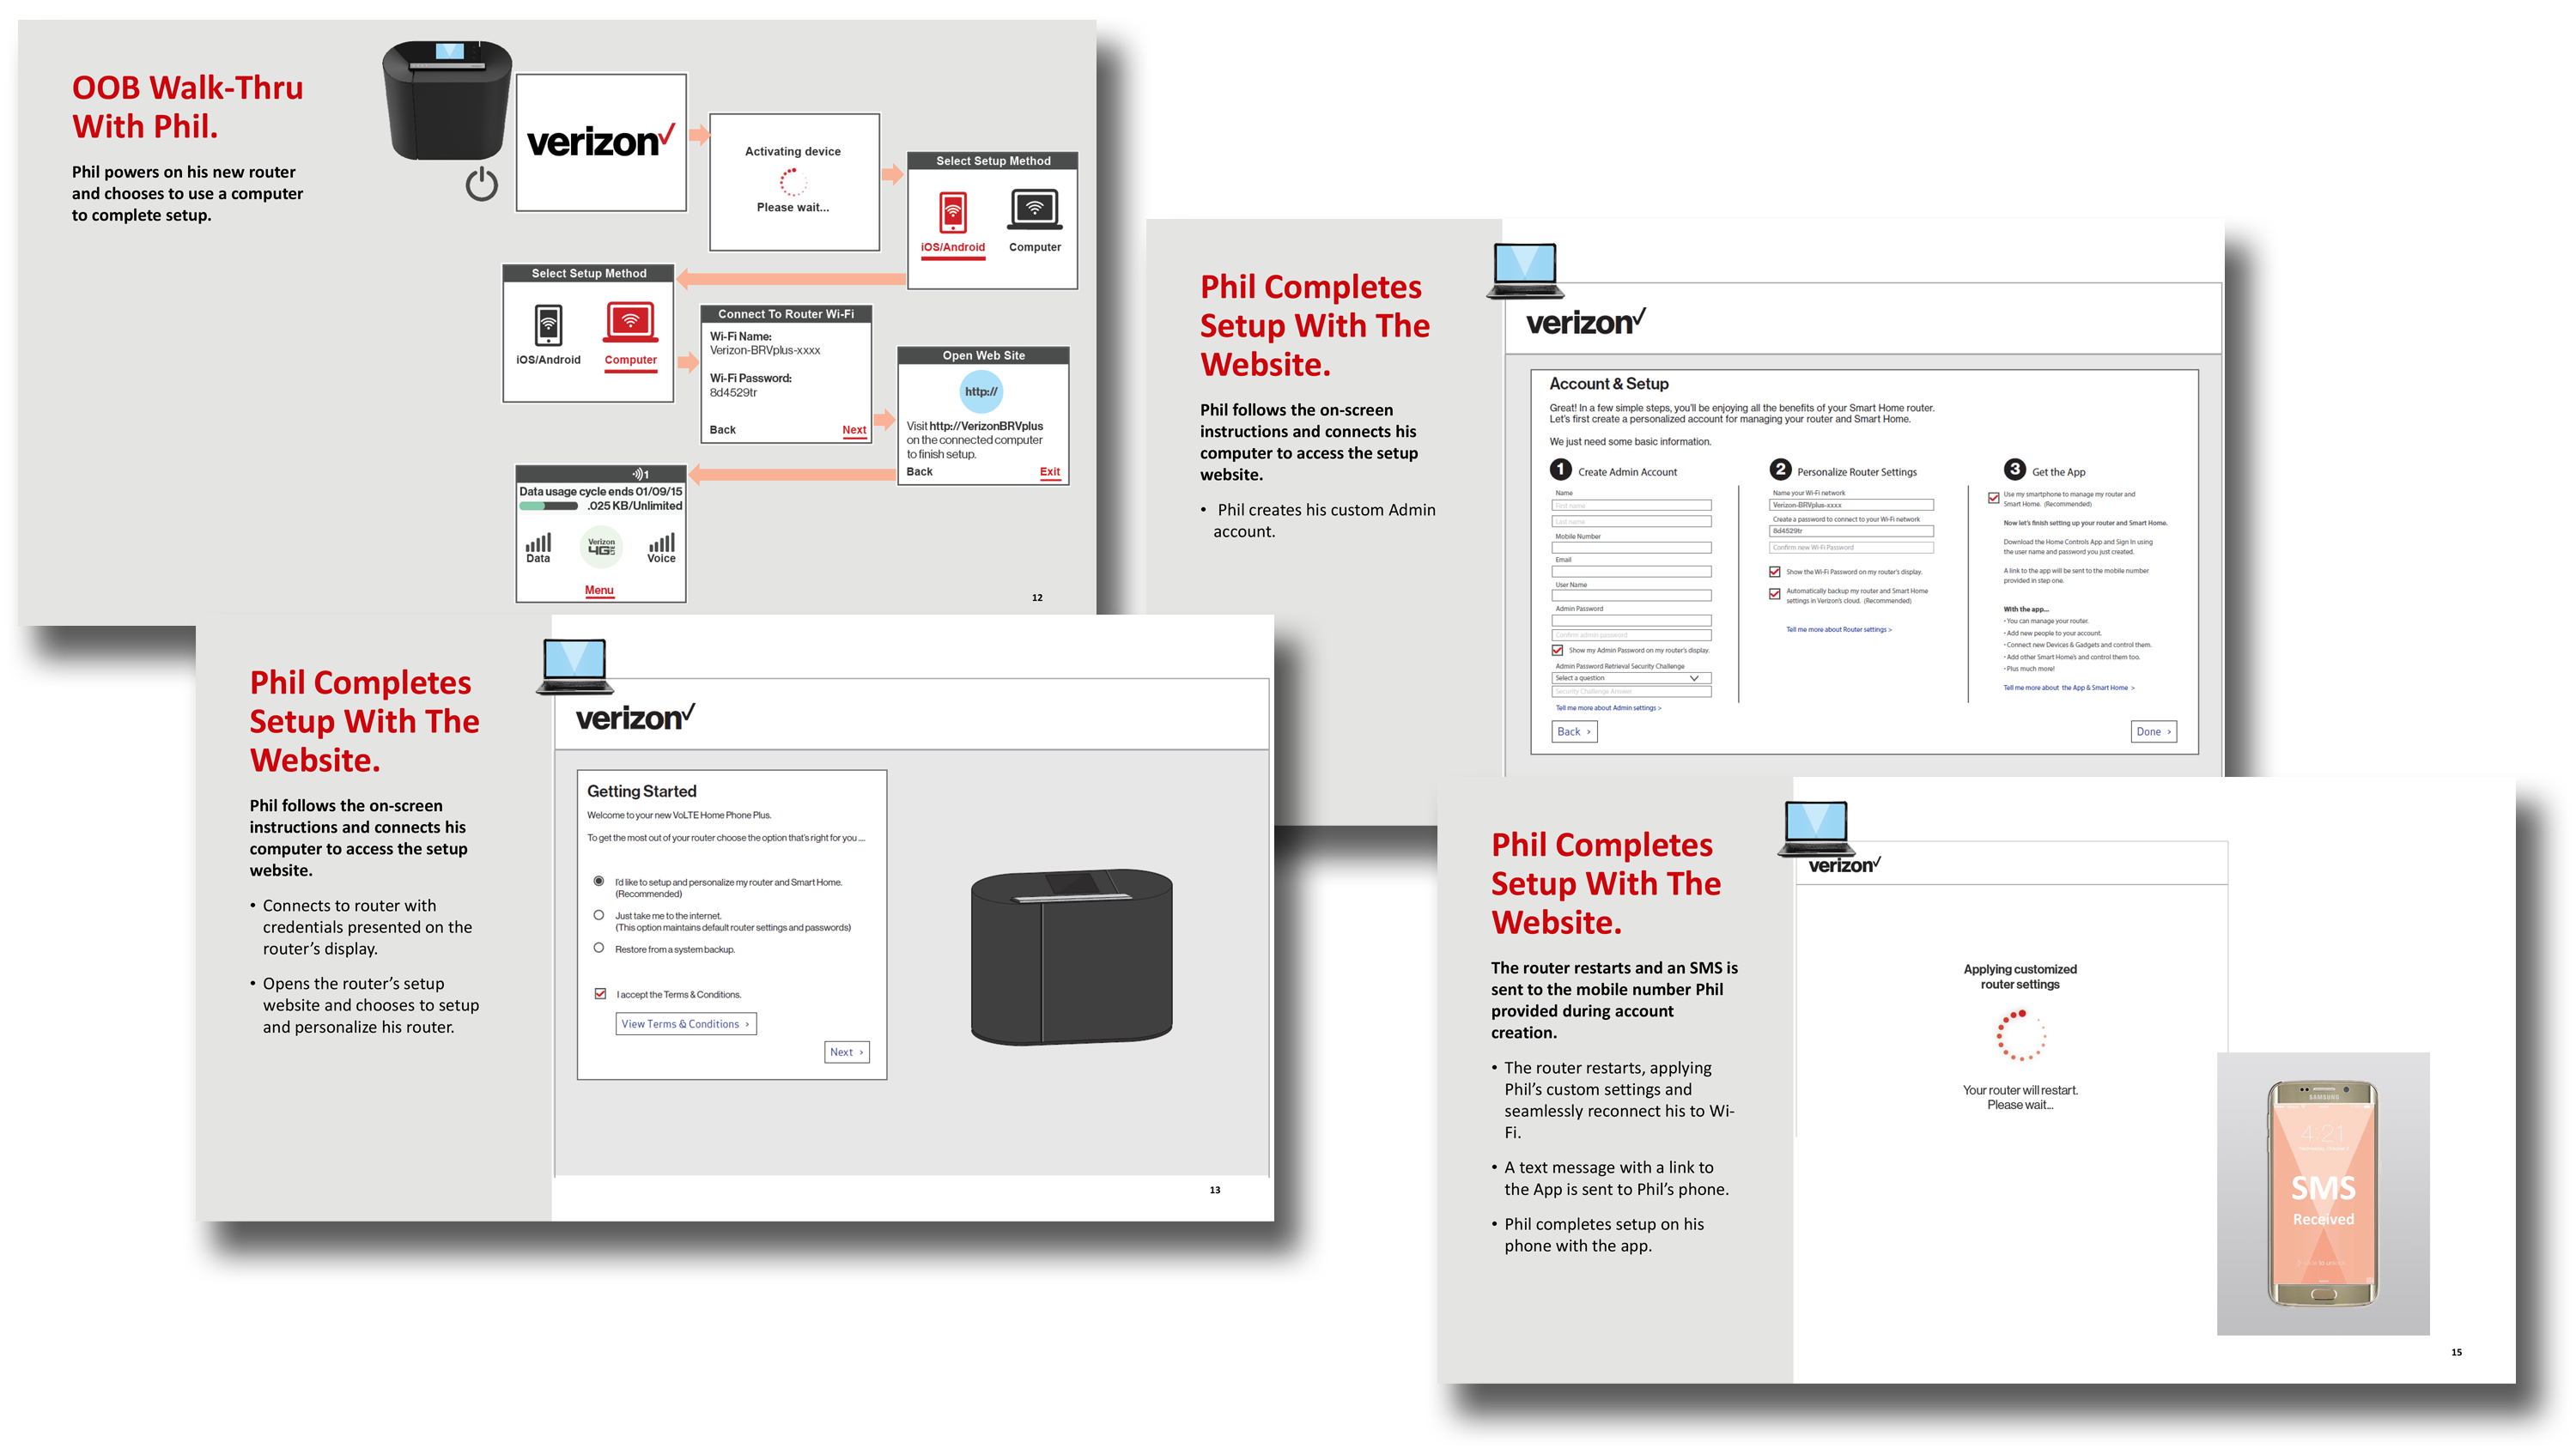 OOB Walk-Thru
With Phil.
Phil powers on his new router
and chooses to use a computer
to complete setup.
verizon
Activating device
Please wait...
Select Setup Method
iOS/Android
Computer
Select Setup Method
iOS/Android
Computer
Connect To Router Wi-Fi
Wi-Fi Name:
Verizon-BRVplus-xxxx
Wi-Fi Password:
8d4529tr
Back
Next
Open Web Site
http://
Visit http://VerizonBRVplus
on the connected computer
to finish setup.
Back
Exit
1
Data usage cycle ends 01/09/15
.025 KB/Unlimited
Data
Verizon
4G LTE
Voice
Menu
12
Phil Completes
Setup With The
Website.
Phil follows the on-screen
instructions and connects his
computer to access the setup
website.
• Connects to router with
credentials presented on the
router's display.
• Opens the router's setup
website and chooses to setup
and personalize his router.
verizon
Getting Started
Welcome to your new VoLTE Home Phone Plus.
To get the most out of your router choose the option that's right for you ...
I'd like to setup and personalize my router and Smart Home.
(Recommended)
Just take me to the internet.
(This option maintains default router settings and passwords)
Restore from a system backup.
I accept the Terms & Conditions.
View Terms & Conditions >
Next >
13
Phil Completes
Setup With The
Website.
Phil follows the on-screen
instructions and connects his
computer to access the setup
website.
• Phil creates his custom Admin
account.
verizon
Account & Setup
Great! In a few simple steps, you'll be enjoying all the benefits of your Smart Home router.
Let's first create a personalized account for managing your router and Smart Home.
We just need some basic information.
1 Create Admin Account
Name
First name
Last name
Mobile Number
Email
User Name
Admin Password
Confirm admin password
Show my Admin Password on my router's display.
Admin Password Retrieval Security Challenge
Select a question
Security Challenge Answer
Tell me more about Admin settings >
Back >
2 Personalize Router Settings
Name your Wi-Fi network
Verizon-BRVplus-xxxx
Create a password to connect to your Wi-Fi network
8d4529tr
Confirm new Wi-Fi Password
Show the Wi-Fi Password on my router's display.
Automatically backup my router and Smart Home
settings in Verizon's cloud. (Recommended)
Tell me more about Router settings >
3 Get the App
Use my smartphone to manage my router and
Smart Home. (Recommended)
Now let's finish setting up your router and Smart Home.
Download the Home Controls App and Sign In using
the user name and password you just created.
A link to the app will be sent to the mobile number
provided in step one.
With the app...
• You can manage your router.
• Add new people to your account.
• Connect new Devices & Gadgets and control them.
• Add other Smart Home's and control them too.
• Plus much more!
Tell me more about the App & Smart Home >
Done >
Phil Completes
Setup With The
Website.
The router restarts and an SMS is
sent to the mobile number Phil
provided during account
creation.
• The router restarts, applying
Phil's custom settings and
seamlessly reconnect his to Wi-
Fi.
• A text message with a link to
the App is sent to Phil's phone.
• Phil completes setup on his
phone with the app.
verizon
Applying customized
router settings
Your router will restart.
Please wait...
SAMSUNG
4:21
SMS
Received
15